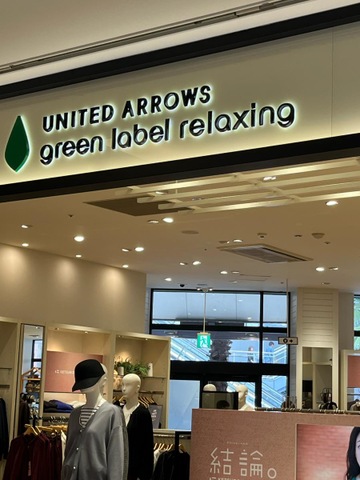 UNITED ARROWS
green label relaxing
結論。